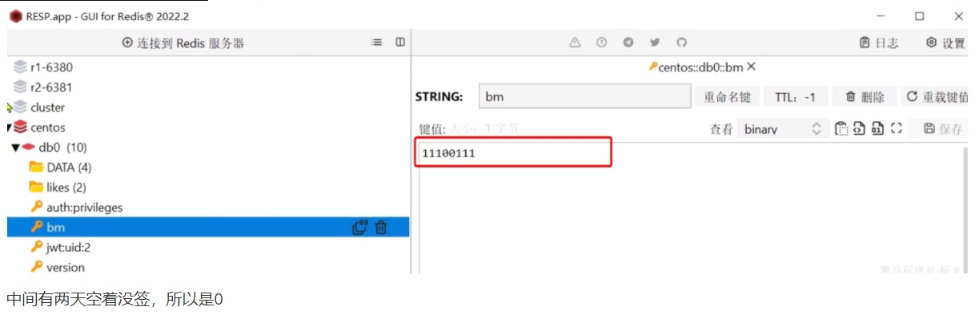 RESP.app - GUI for Redis® 2022.2
连接到 Redis 服务器
日志
设置
r1-6380
r2-6381
cluster
centos
db0 (10)
DATA (4)
likes (2)
auth:privileges
bm
jwt:uid:2
version
centos::db0::bm
STRING:
bm
重命名键
TTL: -1
删除
重载键值
键值: 大小: 1 字节
查看
binary
保存
11100111
中间有两天空着没签，所以是0